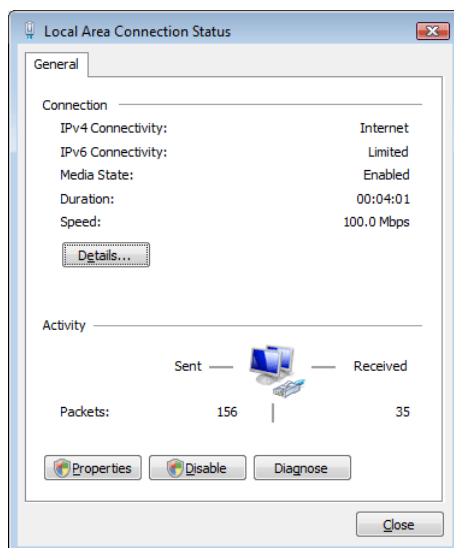 Local Area Connection Status
General
Connection
IPv4 Connectivity: Internet
IPv6 Connectivity: Limited
Media State: Enabled
Duration: 00:04:01
Speed: 100.0 Mbps
Details...
Activity
Sent Received
Packets: 156 35
Properties Disable Diagnose
Close